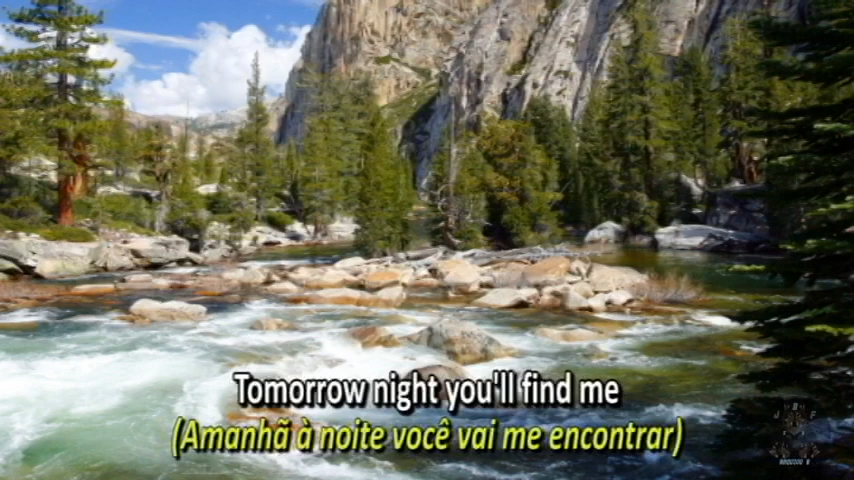 Tomorrow night you'll find me
(Amanhã à noite você vai me encontrar)
J B F